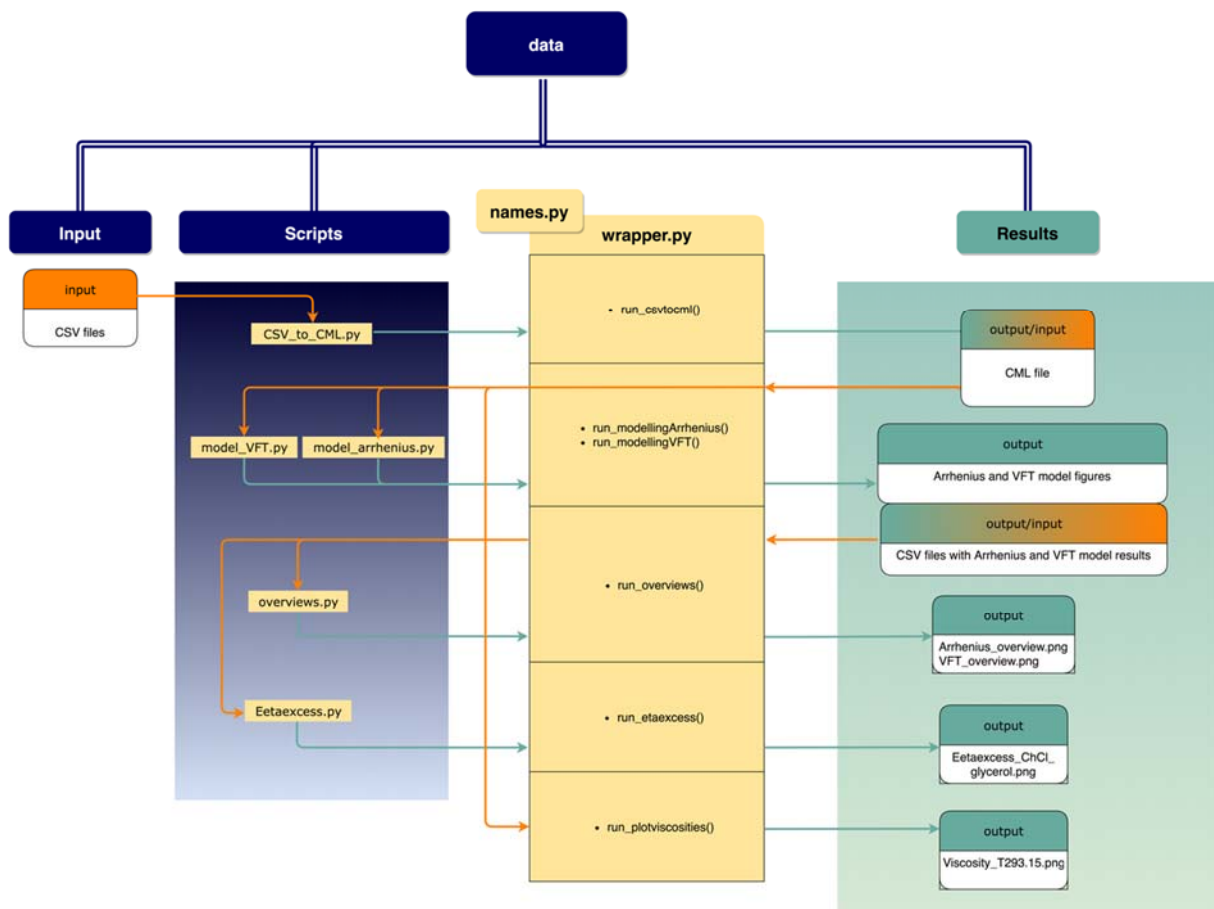 data
Input
Scripts
names.py
wrapper.py
Results
input
CSV files
CSV_to_CML.py
- run_csvtocml()
output/input
CML file
model_VFT.py
model_arrhenius.py
• run_modellingArrhenius()
• run_modellingVFT()
output
Arrhenius and VFT model figures
output/input
CSV files with Arrhenius and VFT model results
overviews.py
• run_overviews()
output
Arrhenius_overview.png
VFT_overview.png
Eetaexcess.py
• run_etaexcess()
output
Eetaexcess_ChCl_
glycerol.png
• run_plotviscosities()
output
Viscosity_T293.15.png